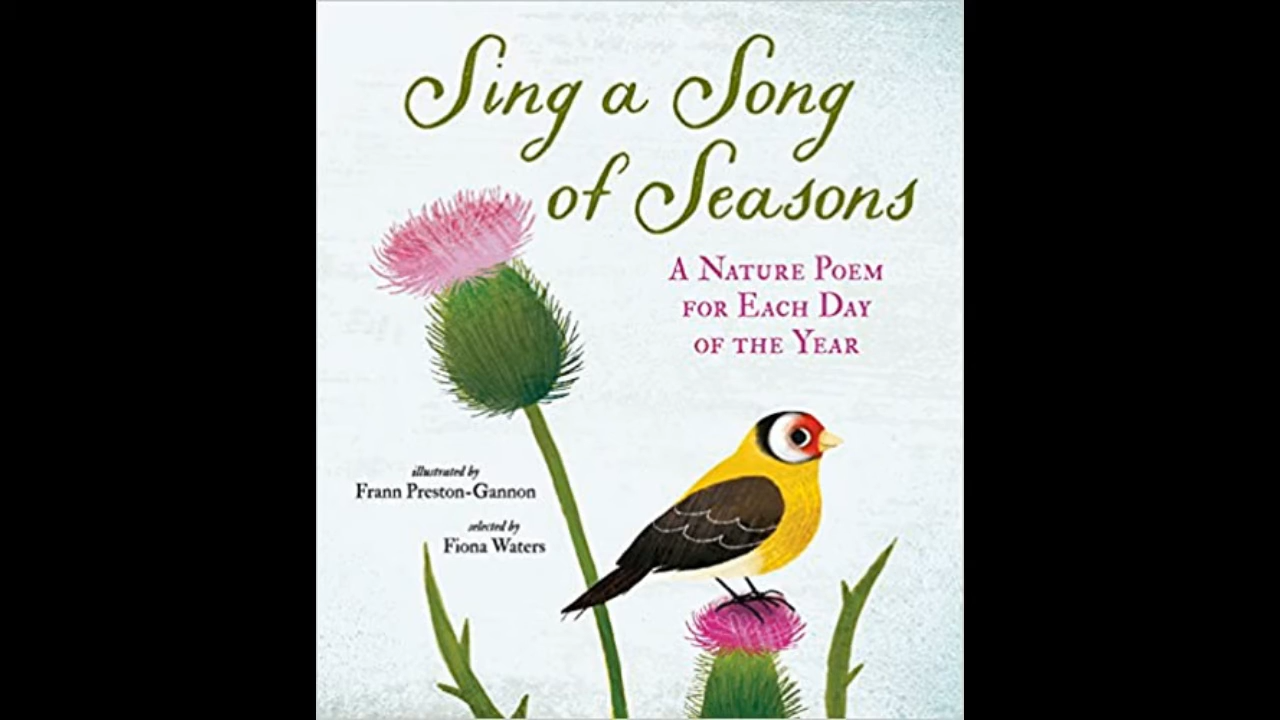 Sing a Song
of Seasons
A Nature Poem
for Each Day
of the Year
illustrated by
Frann Preston-Gannon
selected by
Fiona Waters